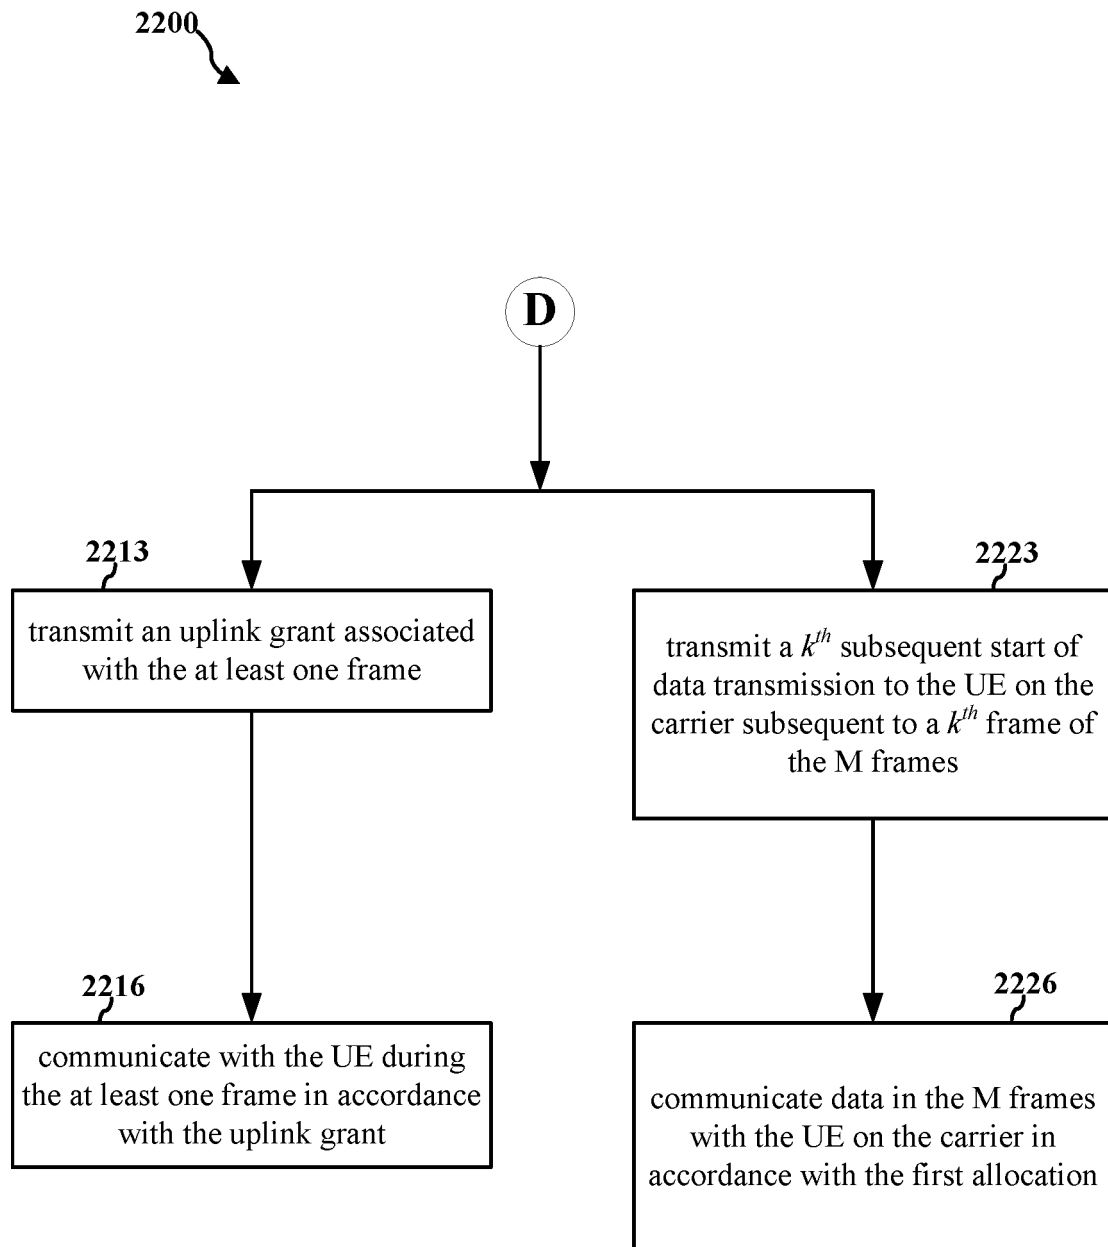 2200
D
2213
transmit an uplink grant associated
with the at least one frame
2223
transmit a kth subsequent start of
data transmission to the UE on the
carrier subsequent to a kth frame of
the M frames
2216
communicate with the UE during
the at least one frame in accordance
with the uplink grant
2226
communicate data in the M frames
with the UE on the carrier in
accordance with the first allocation